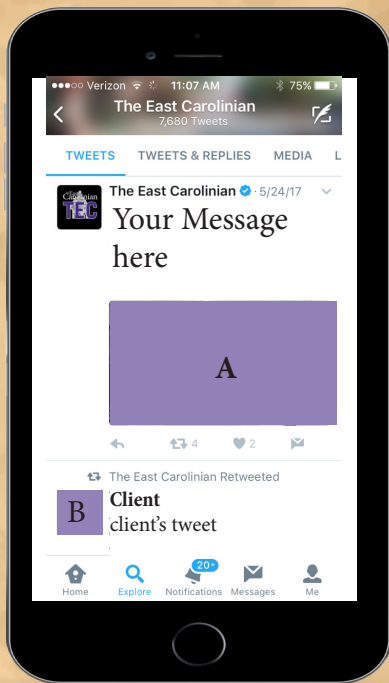 Verizon 11:07 AM 75%
The East Carolinian
7,680 Tweets
TWEETS TWEETS & REPLIES MEDIA L
Carolinian
TEC
The East Carolinian · 5/24/17
Your Message
here
A
4 2
The East Carolinian Retweeted
B
Client
client's tweet
20+
Home Explore Notifications Messages Me